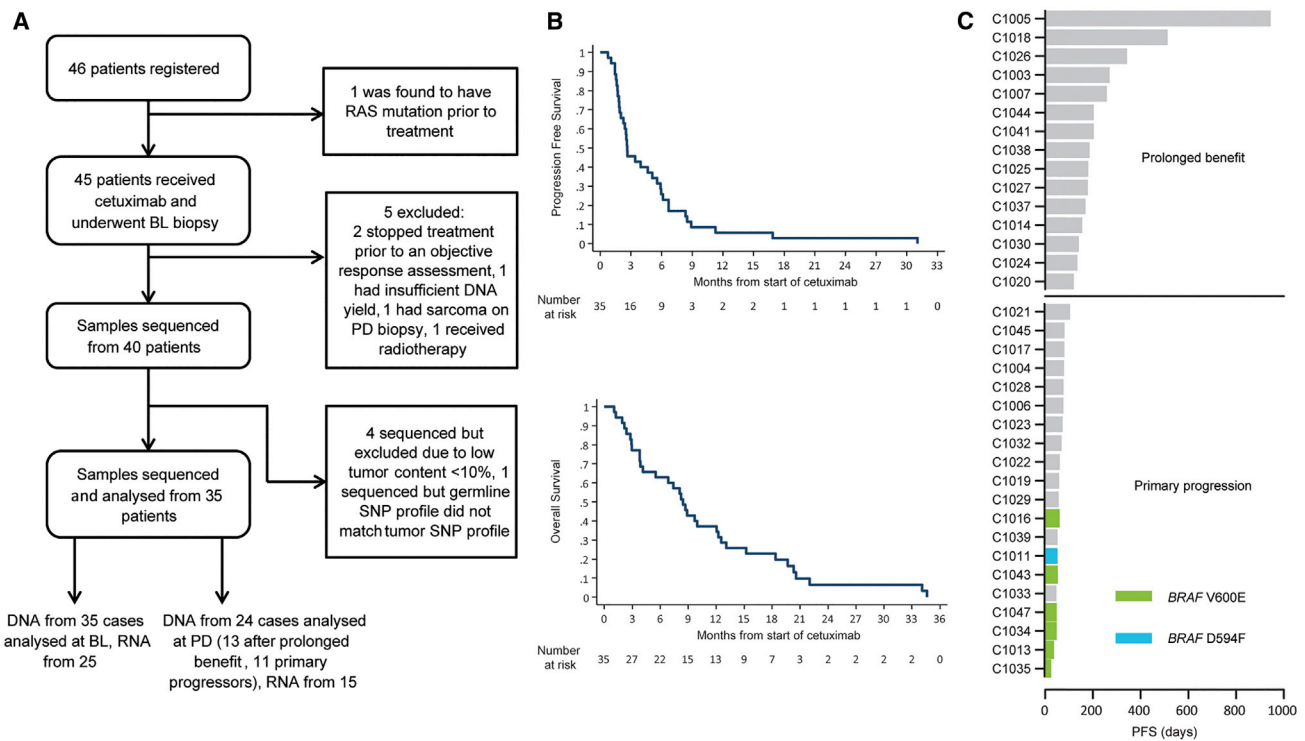 A
46 patients registered
1 was found to have
RAS mutation prior to
treatment
45 patients received
cetuximab and
underwent BL biopsy
5 excluded:
2 stopped treatment
prior to an objective
response assessment, 1
had insufficient DNA
yield, 1 had sarcoma on
PD biopsy, 1 received
radiotherapy
Samples sequenced
from 40 patients
4 sequenced but
excluded due to low
tumor content <10%, 1
sequenced but germline
SNP profile did not
match tumor SNP profile
Samples sequenced
and analysed from 35
patients
DNA from 35 cases
analysed at BL, RNA
from 25
DNA from 24 cases analysed
at PD (13 after prolonged
benefit , 11 primary
progressors), RNA from 15
B
Progression Free Survival
1
.9
.8
.7
.6
.5
.4
.3
.2
.1
0
0 3 6 9 12 15 18 21 24 27 30 33
Months from start of cetuximab
Number
at risk
35 16 9 3 2 2 1 1 1 1 1 0
Overall Survival
1
.9
.8
.7
.6
.5
.4
.3
.2
.1
0
0 3 6 9 12 15 18 21 24 27 30 33 36
Months from start of cetuximab
Number
at risk
35 27 22 15 13 9 7 3 2 2 2 2 0
C
C1005
C1018
C1026
C1003
C1007
C1044
C1041
C1038
C1025
C1027
C1037
C1014
C1030
C1024
C1020
Prolonged benefit
C1021
C1045
C1017
C1004
C1028
C1006
C1023
C1032
C1022
C1019
C1029
C1016
C1039
C1011
C1043
C1033
C1047
C1034
C1013
C1035
Primary progression
BRAF V600E
BRAF D594F
0 200 400 600 800 1000
PFS (days)